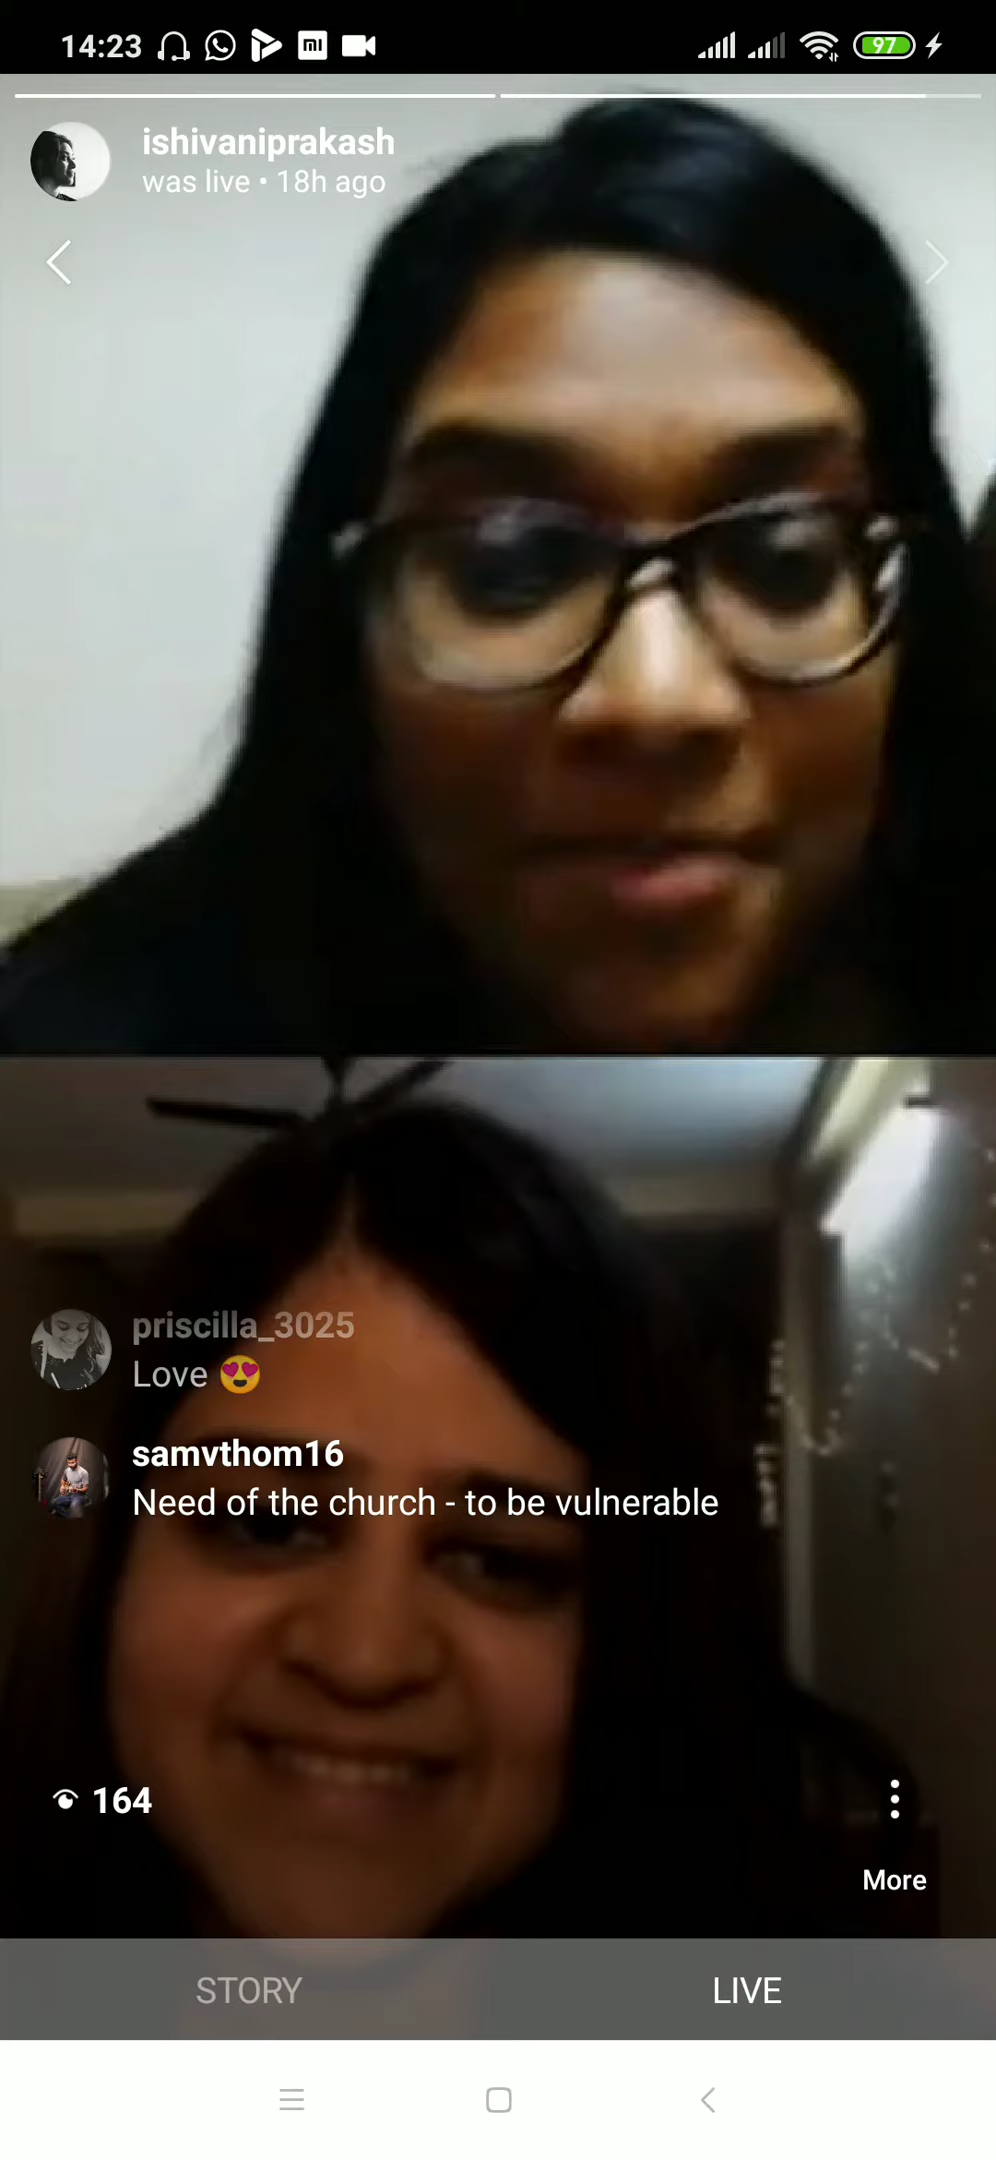 14:23
97
ishivaniprakash
was live • 18h ago
priscilla_3025
Love 😍
samvthom16
Need of the church - to be vulnerable
164
More
STORY
LIVE